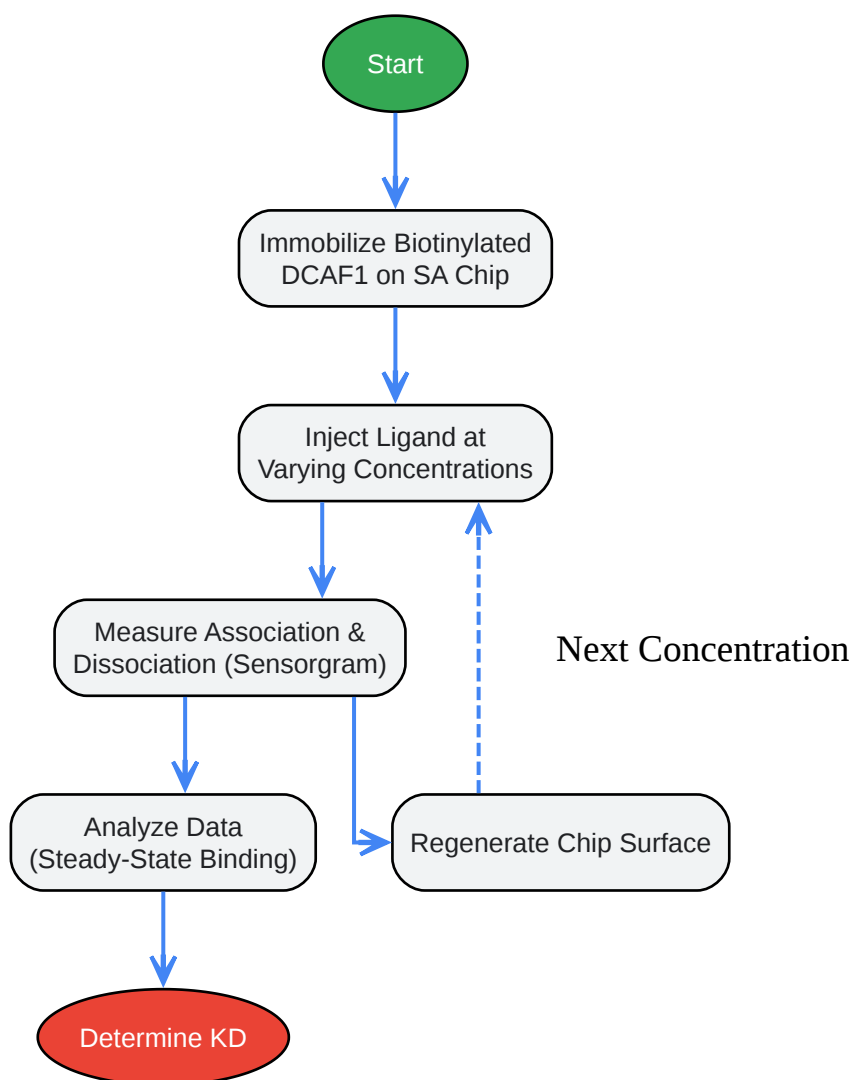 Start
Immobilize Biotinylated
DCAF1 on SA Chip
Inject Ligand at
Varying Concentrations
Measure Association &
Dissociation (Sensorgram)
Next Concentration
Analyze Data
(Steady-State Binding)
Regenerate Chip Surface
Determine KD